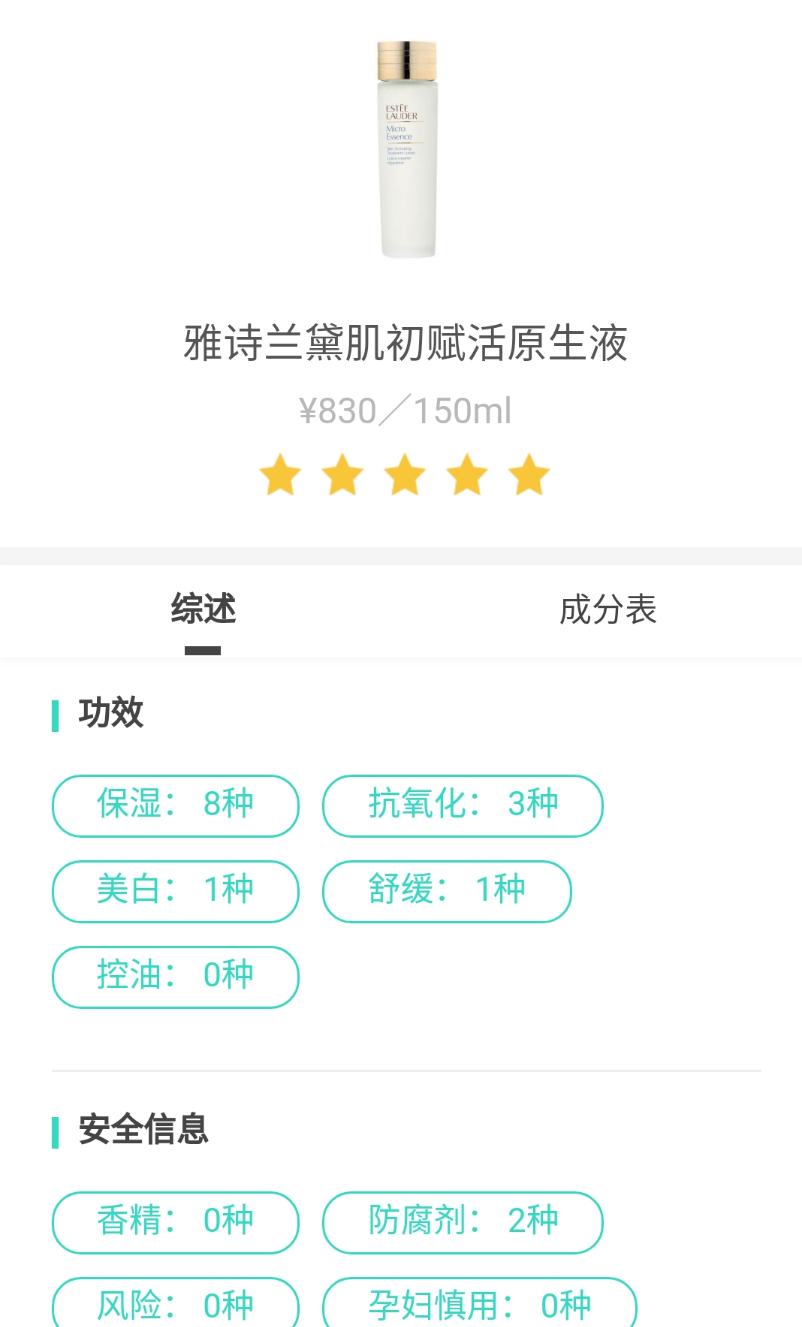 ESTĒE
LAUDER
Micro
Essence
雅诗兰黛肌初赋活原生液
¥830／150ml
综述
成分表
功效
保湿： 8种
抗氧化： 3种
美白： 1种
舒缓： 1种
控油： 0种
安全信息
香精： 0种
防腐剂： 2种
风险： 0种
孕妇慎用： 0种